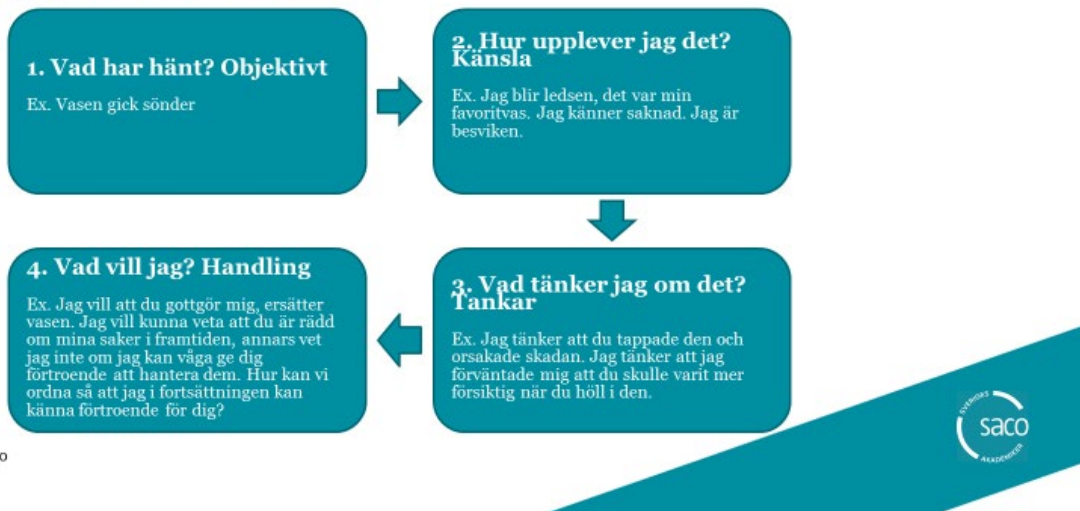 1. Vad har hänt? Objektivt
Ex. Vasen gick sönder
2. Hur upplever jag det?
Känsla
Ex. Jag blir ledsen, det var min
favoritvas. Jag känner saknad. Jag är
besviken.
3. Vad tänker jag om det?
Tankar
Ex. Jag tänker att du tappade den och
orsakade skadan. Jag tänker att jag
förväntade mig att du skulle varit mer
försiktig när du höll i den.
4. Vad vill jag? Handling
Ex. Jag vill att du gottgör mig, ersätter
vasen. Jag vill kunna veta att du är rädd
om mina saker i framtiden, annars vet
jag inte om jag kan våga ge dig
förtroende att hantera dem. Hur kan vi
ordna så att jag i fortsättningen kan
känna förtroende för dig?
o
SVERIGES
saco
AKADEMIKER